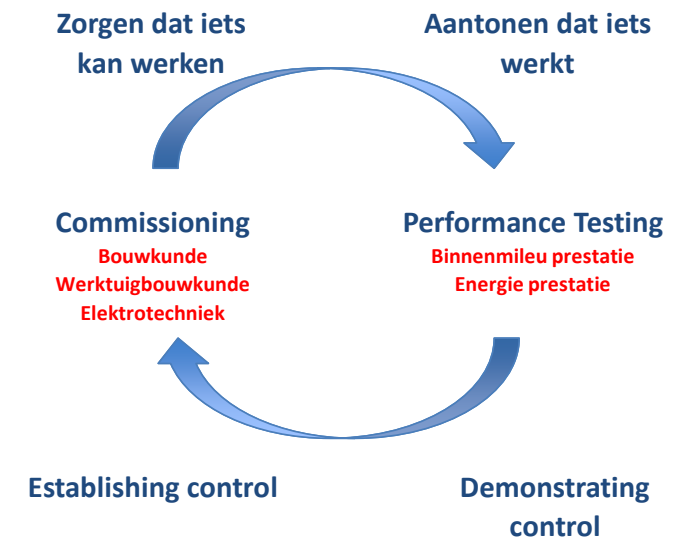 Zorgen dat iets
kan werken
Aantonen dat iets
werkt
Commissioning
Bouwkunde
Werktuigbouwkunde
Elektrotechniek
Performance Testing
Binnenmileu prestatie
Energie prestatie
Establishing control
Demonstrating
control